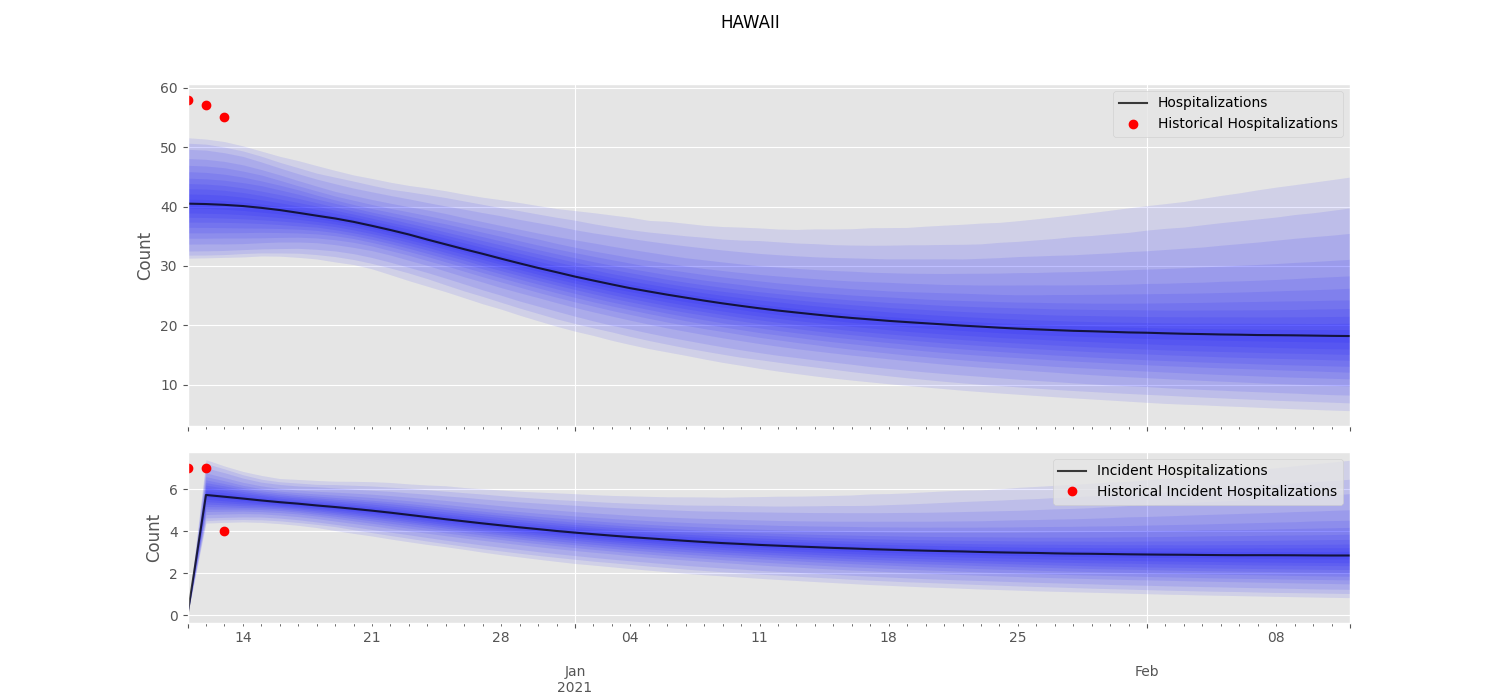 HAWAII
60
50
40
30
20
10
Count
Hospitalizations
Historical Hospitalizations
6
4
2
0
Count
Incident Hospitalizations
Historical Incident Hospitalizations
14 21 28 04 11 18 25 08
Jan Feb
2021